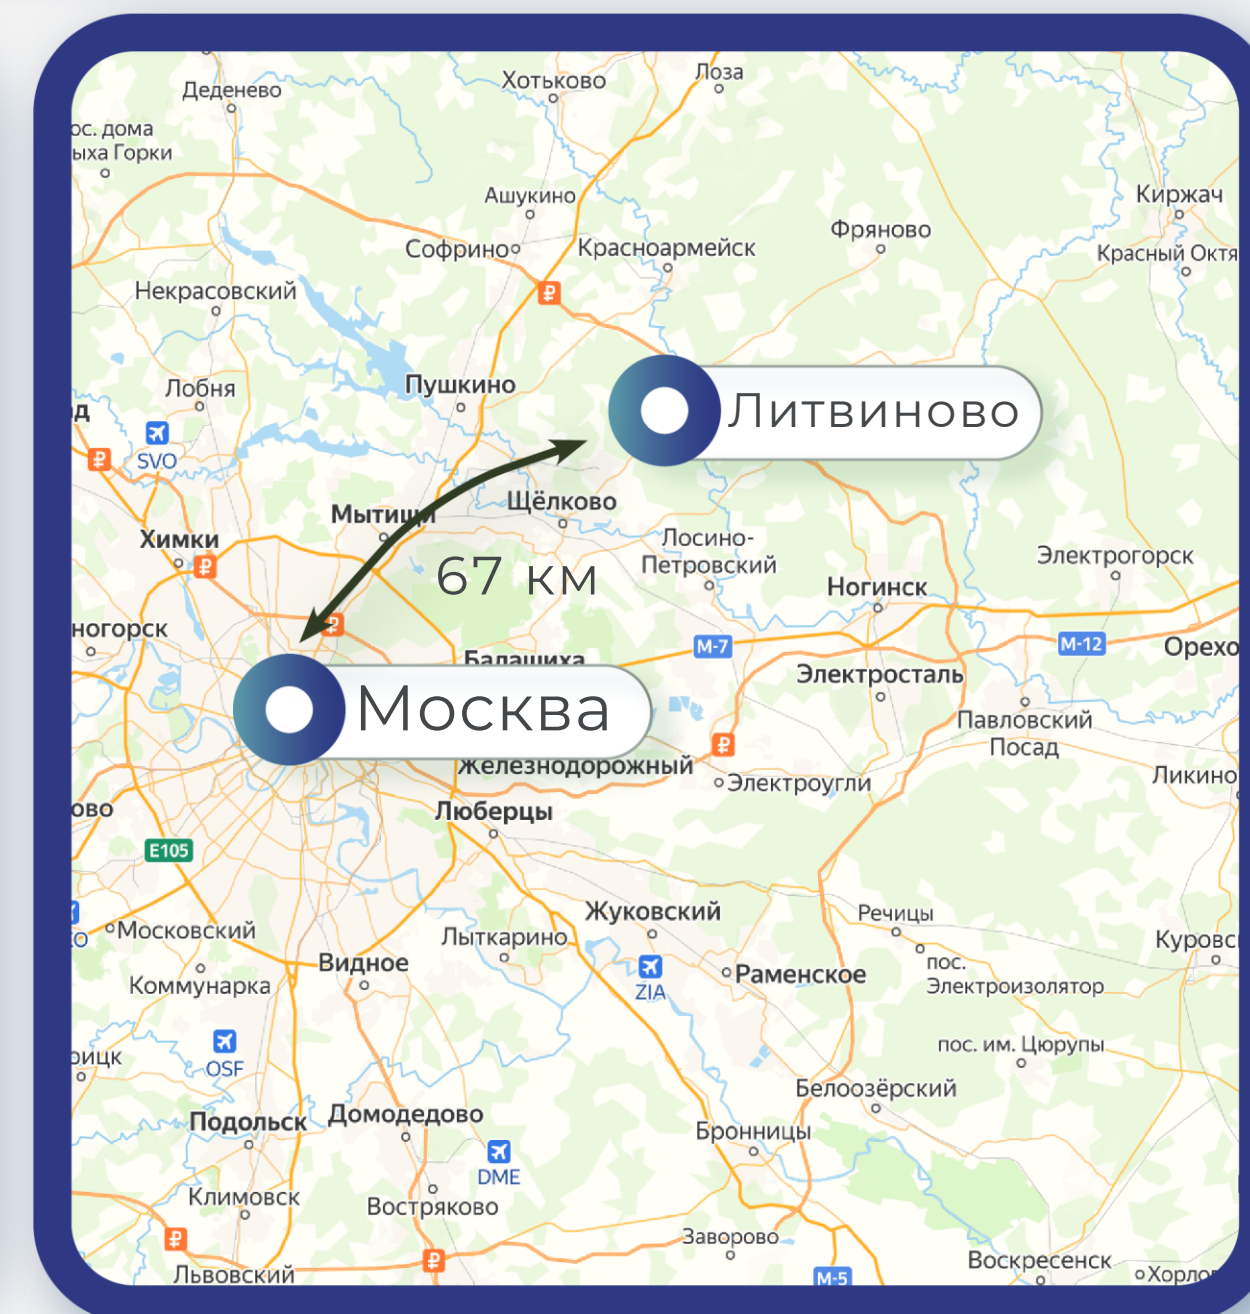 Деденево
Хотьково
Лоза
ос. дома
ыха Горки
Ашукино
Киржач
Фряново
Софрино
Красноармейск
Красный Октя
Некрасовский
Пушкино
Лобня
ад
Литвиново
SVO
Щёлково
Мытищи
Лосино-
Петровский
Химки
Электрогорск
67 км
Ногинск
ногорск
М-7
М-12
Орехо
Балашиха
Электросталь
Москва
Павловский
Посад
Железнодорожный
Электроугли
Ликино
ово
Люберцы
E105
Жуковский
Речицы
Московский
Лыткарино
Куровс
Видное
пос.
Электроизолятор
Коммунарка
Раменское
ZIA
OSF
пос. им. Цюрупы
оицк
Белоозёрский
Подольск
Домодедово
Бронницы
DME
Климовск
Востряково
Заворово
Воскресенск
Львовский
М-5
Хорло